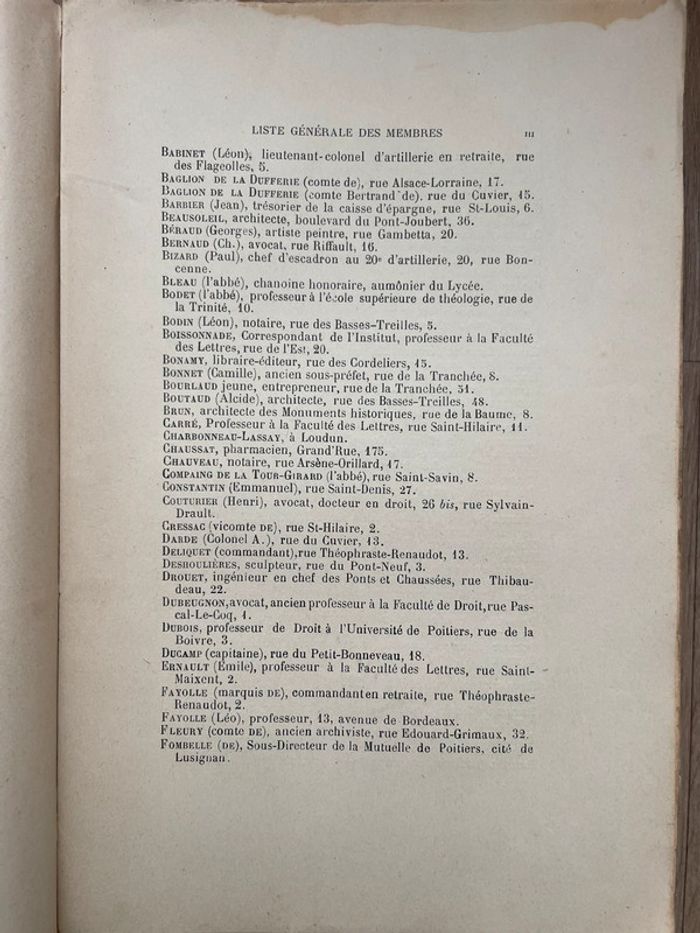 LISTE GÉNÉRALE DES MEMBRES III
BABINET (Léon), lieutenant-colonel d'artillerie en retraite, rue
des Flageolles, 5.
BAGLION DE LA DUFFERIE (comte de), rue Alsace-Lorraine, 17.
BAGLION DE LA DUFFERIE (comte Bertrand de). rue du Cuvier, 15.
BARBIER (Jean), trésorier de la caisse d'épargne, rue St-Louis, 6.
BEAUSOLEIL, architecte, boulevard du Pont-Joubert, 36.
BÉRAUD (Georges), artiste peintre, rue Gambetta, 20.
BERNAUD (Ch.), avocat, rue Riffault, 16.
BIZARD (Paul), chef d'escadron au 20e d'artillerie, 20, rue Bon-
cenne.
BLEAU (l'abbé), chanoine honoraire, aumônier du Lycée.
BODET (l'abbé), professeur à l'école supérieure de théologie, rue de
la Trinité, 10.
BODIN (Léon), notaire, rue des Basses-Treilles, 5.
BOISSONNADE, Correspondant de l'Institut, professeur à la Faculté
des Lettres, rue de l'Est, 20.
BONAMY, libraire-éditeur, rue des Cordeliers, 15.
BONNET (Camille), ancien sous-préfet, rue de la Tranchée, 8.
BOURLAUD jeune, entrepreneur, rue de la Tranchée, 51.
BOUTAUD (Alcide), architecte, rue des Basses-Treilles, 48.
BRUN, architecte des Monuments historiques, rue de la Baume, 8.
CARRÉ, Professeur à la Faculté des Lettres, rue Saint-Hilaire, 11.
CHARBONNEAU-LASSAY, à Loudun.
CHAUSSAT, pharmacien, Grand'Rue, 175.
CHAUVEAU, notaire, rue Arsène-Orillard, 17.
COMPAING DE LA TOUR-GIRARD (l'abbé), rue Saint-Savin, 8.
CONSTANTIN (Emmanuel), rue Saint-Denis, 27.
COUTURIER (Henri), avocat, docteur en droit, 26 bis, rue Sylvain-
Drault.
CRESSAC (vicomte DE), rue St-Hilaire, 2.
DARDE (Colonel A.), rue du Cuvier, 13.
DELIQUET (commandant), rue Théophraste-Renaudot, 13.
DESHOULIÈRES, sculpteur, rue du Pont-Neuf, 3.
DROUET, ingénieur en chef des Ponts et Chaussées, rue Thibau-
deau, 22.
DUBEUGNON, avocat, ancien professeur à la Faculté de Droit, rue Pas-
cal-Le-Coq, 1.
DUBOIS, professeur de Droit à l'Université de Poitiers, rue de la
Boivre, 3.
DUCAMP (capitaine), rue du Petit-Bonneveau, 18.
ERNAULT (Emile), professeur à la Faculté des Lettres, rue Saint-
Maixent, 2.
FAYOLLE (marquis DE), commandant en retraite, rue Théophraste-
Renaudot, 2.
FAYOLLE (Léo), professeur, 13, avenue de Bordeaux.
FLEURY (comte DE), ancien archiviste, rue Edouard-Grimaux, 32.
FOMBELLE (DE), Sous-Directeur de la Mutuelle de Poitiers, cité de
Lusignan.